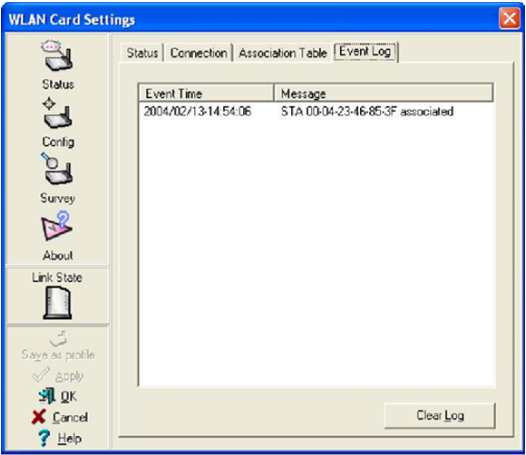 WLAN Card Settings
Status
Config
Survey
About
Link State
Save as profile
Apply
OK
Cancel
Help
Status Connection Association Table Event Log
Event Time Message
2004/02/13-14:54:06 STA 00-04-23-46-85-3F associated
Clear Log